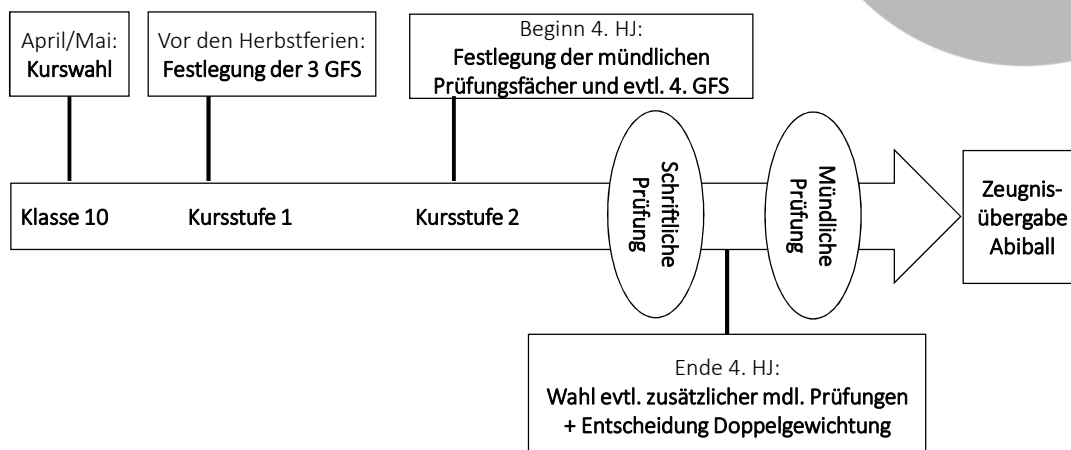 April/Mai:
Kurswahl
Vor den Herbstferien:
Festlegung der 3 GFS
Beginn 4. HJ:
Festlegung der mündlichen
Prüfungsfächer und evtl. 4. GFS
Klasse 10
Kursstufe 1
Kursstufe 2
Schriftliche
Prüfung
Mündliche
Prüfung
Zeugnis-
übergabe
Abiball
Ende 4. HJ:
Wahl evtl. zusätzlicher mdl. Prüfungen
+ Entscheidung Doppelgewichtung